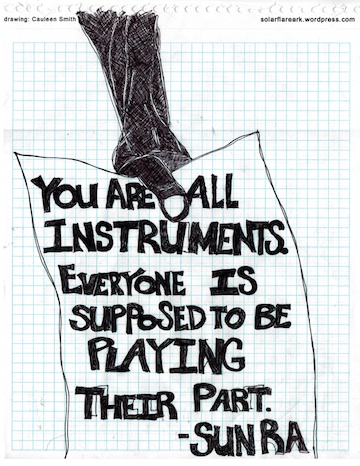 drawing: Cauleen Smith solarflareark.wordpress.com
YOU ARE ALL
INSTRUMENTS.
EVERYONE IS
SUPPOSED TO BE
PLAYING
THEIR PART.
-SUN RA